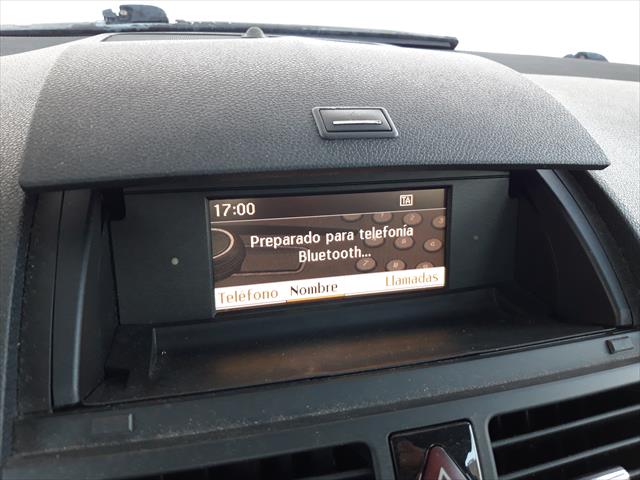 17:00 TA
Preparado para telefonía
Bluetooth...
Teléfono Nombre Llamadas